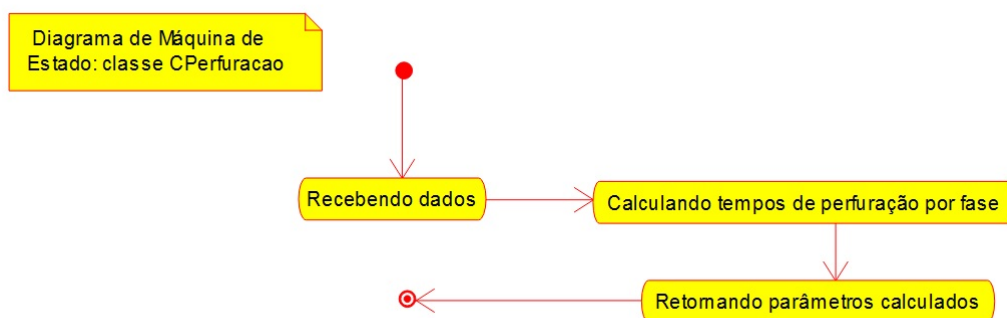 Diagrama de Máquina de
Estado: classe CPerfuracao
Recebendo dados
Calculando tempos de perfuração por fase
Retornando parâmetros calculados